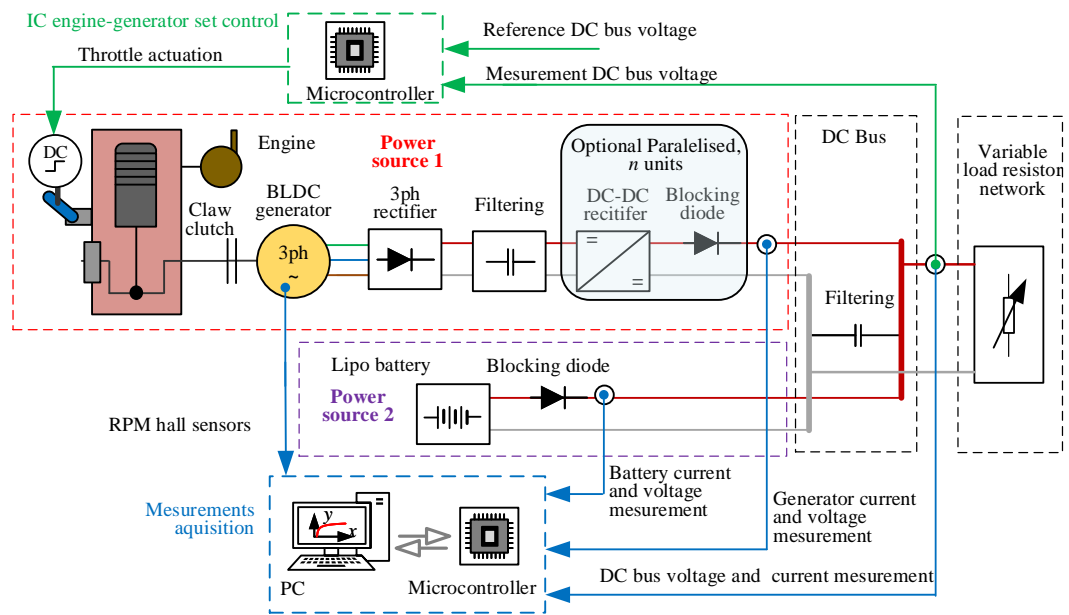 IC engine-generator set control
Throttle actuation
Microcontroller
Reference DC bus voltage
Mesurement DC bus voltage
DC
Engine
Claw
clutch
BLDC
generator
3ph
~
Power
source 1
3ph
rectifier
Filtering
Optional Paralelised,
n units
DC-DC
recitifer
Blocking
diode
=
=
DC Bus
Filtering
Variable
load resistor
network
Lipo battery
Power
source 2
Blocking diode
RPM hall sensors
Mesurements
aquisition
y
x
PC
Microcontroller
Battery current
and voltage
mesurement
Generator current
and voltage
mesurement
DC bus voltage and current mesurement